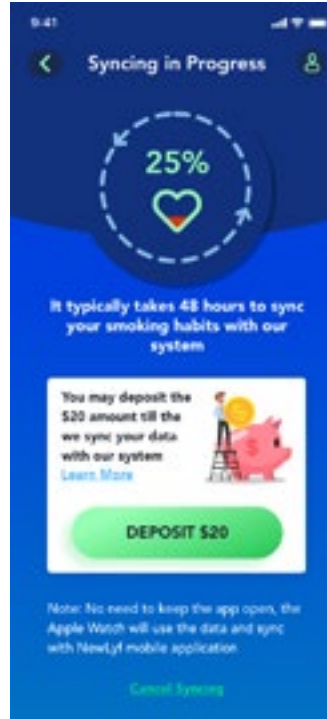 9:41
Syncing in Progress
25%
It typically takes 48 hours to sync
your smoking habits with our
system
You may deposit the
$20 amount till the
we sync your data
with our system
Learn More
DEPOSIT $20
Note: No need to keep the app open, the
Apple Watch will use the data and sync
with NewLyf mobile application
Cancel Syncing